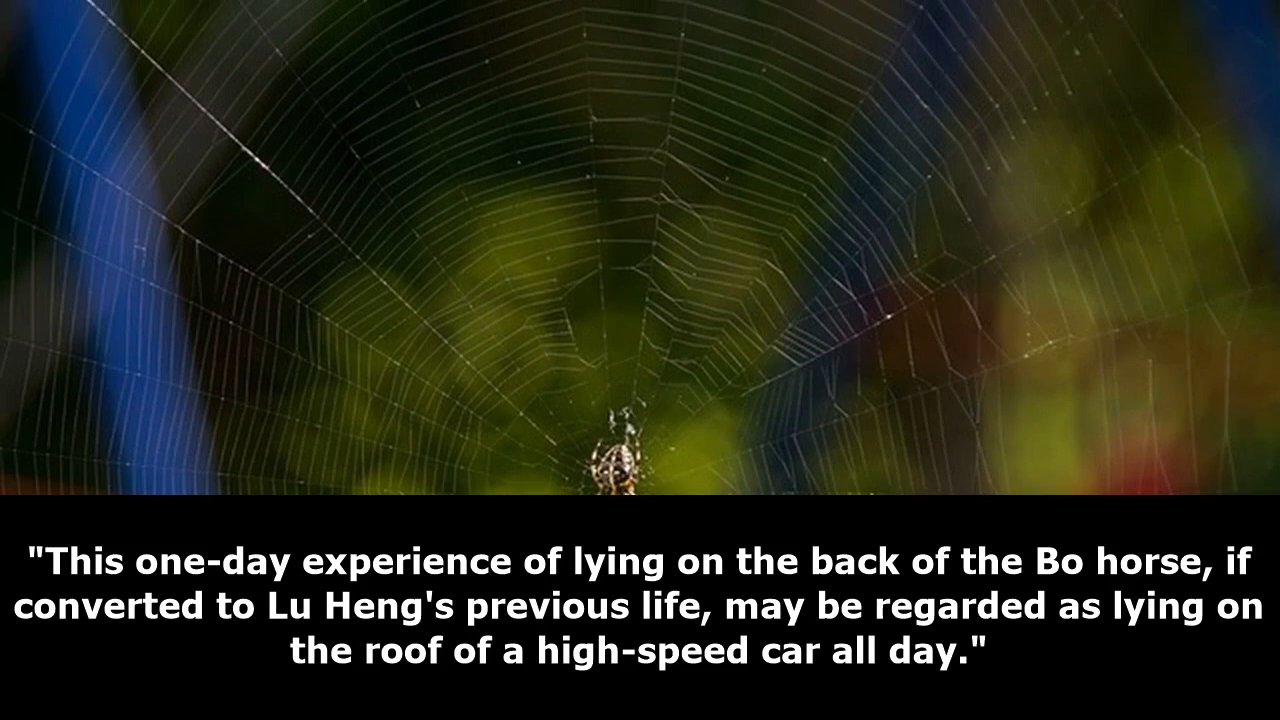 "This one-day experience of lying on the back of the Bo horse, if
converted to Lu Heng's previous life, may be regarded as lying on
the roof of a high-speed car all day."